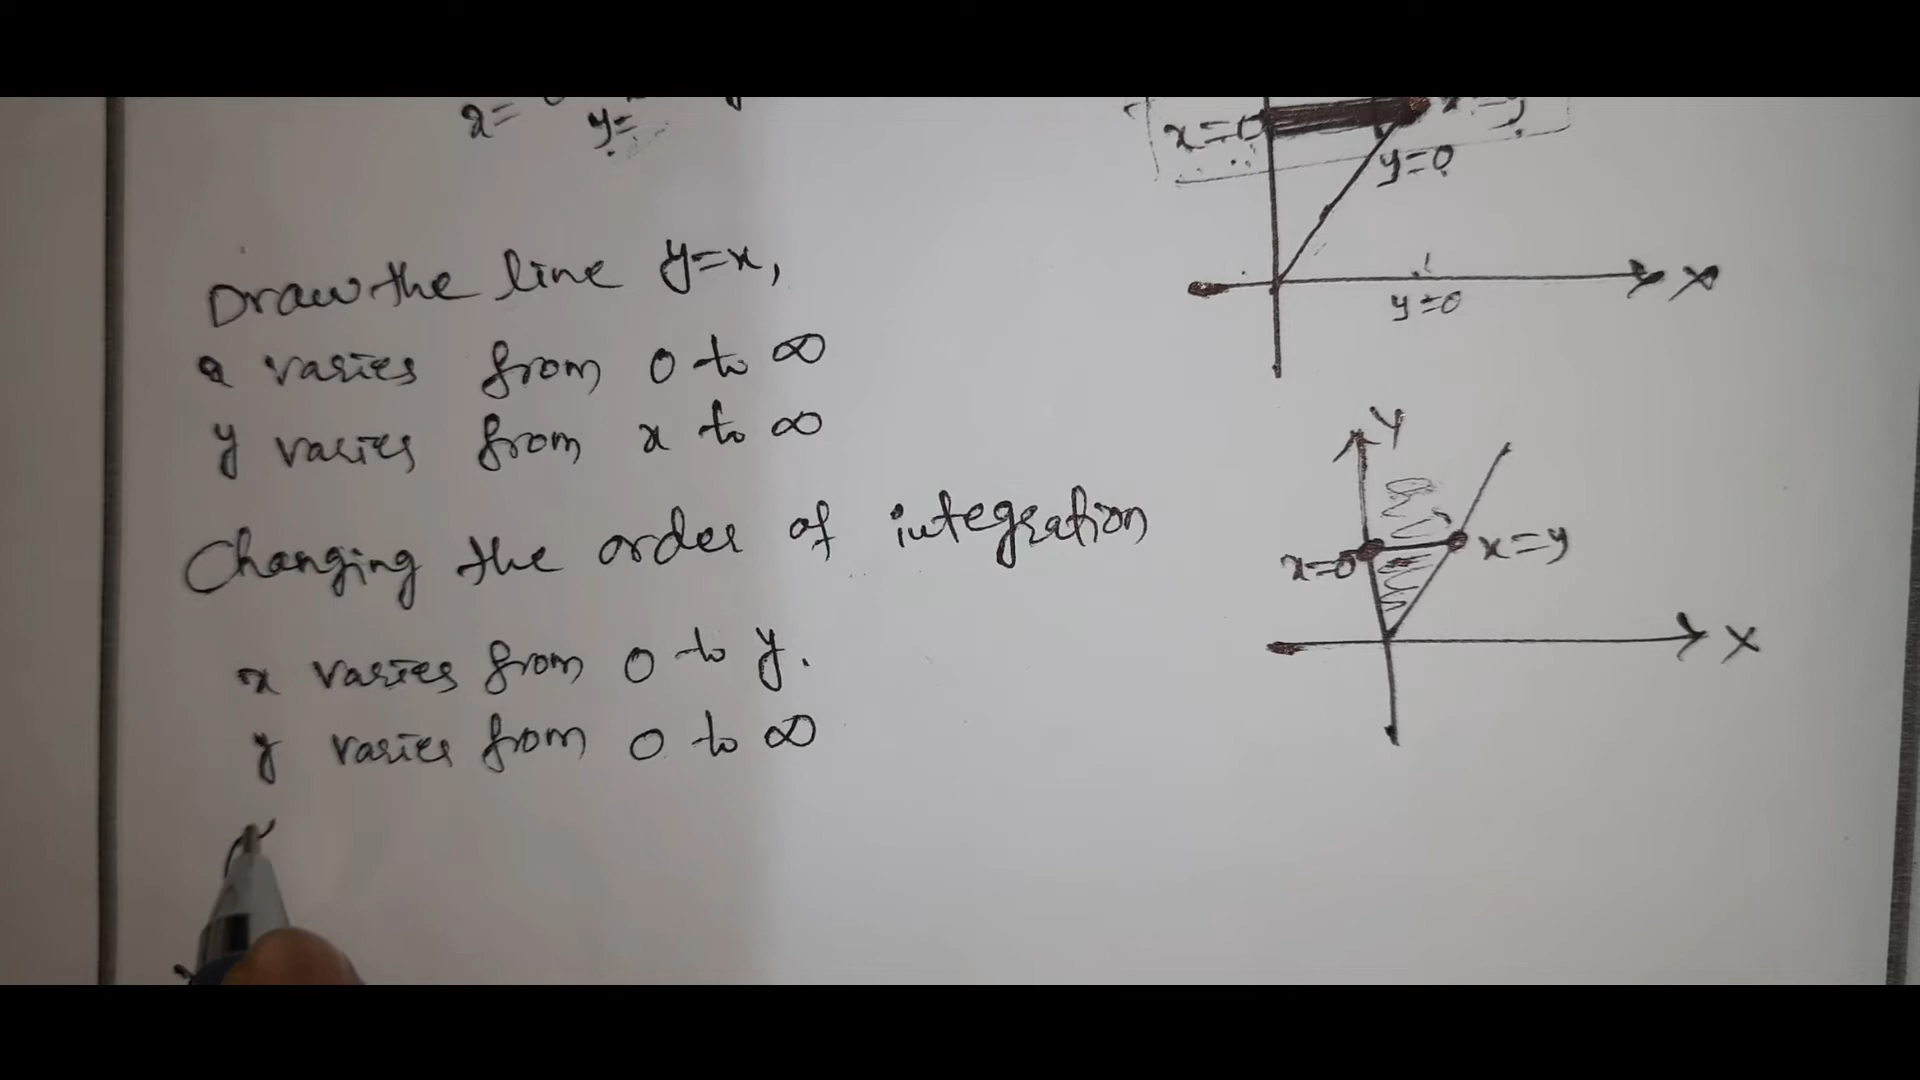 x=
y=
Draw the line y=x,
x varies from 0 to ∞
y varies from x to ∞
Changing the order of integration
x varies from 0 to y.
y varies from 0 to ∞
x=0
y=0
y=0
X
Y
x=0
x=y
X